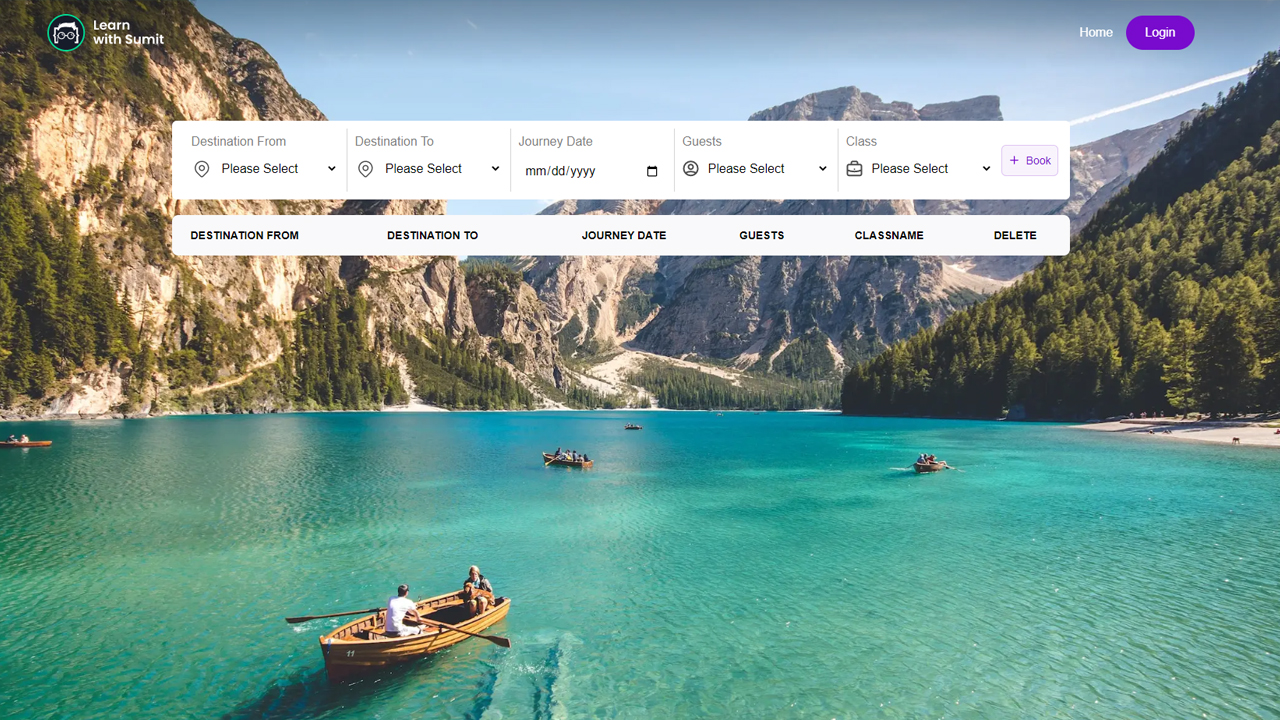 Learn
with Sumit
Home
Login
Destination From
Please Select
Destination To
Please Select
Journey Date
mm/dd/yyyy
Guests
Please Select
Class
Please Select
+ Book
DESTINATION FROM DESTINATION TO JOURNEY DATE GUESTS CLASSNAME DELETE
11